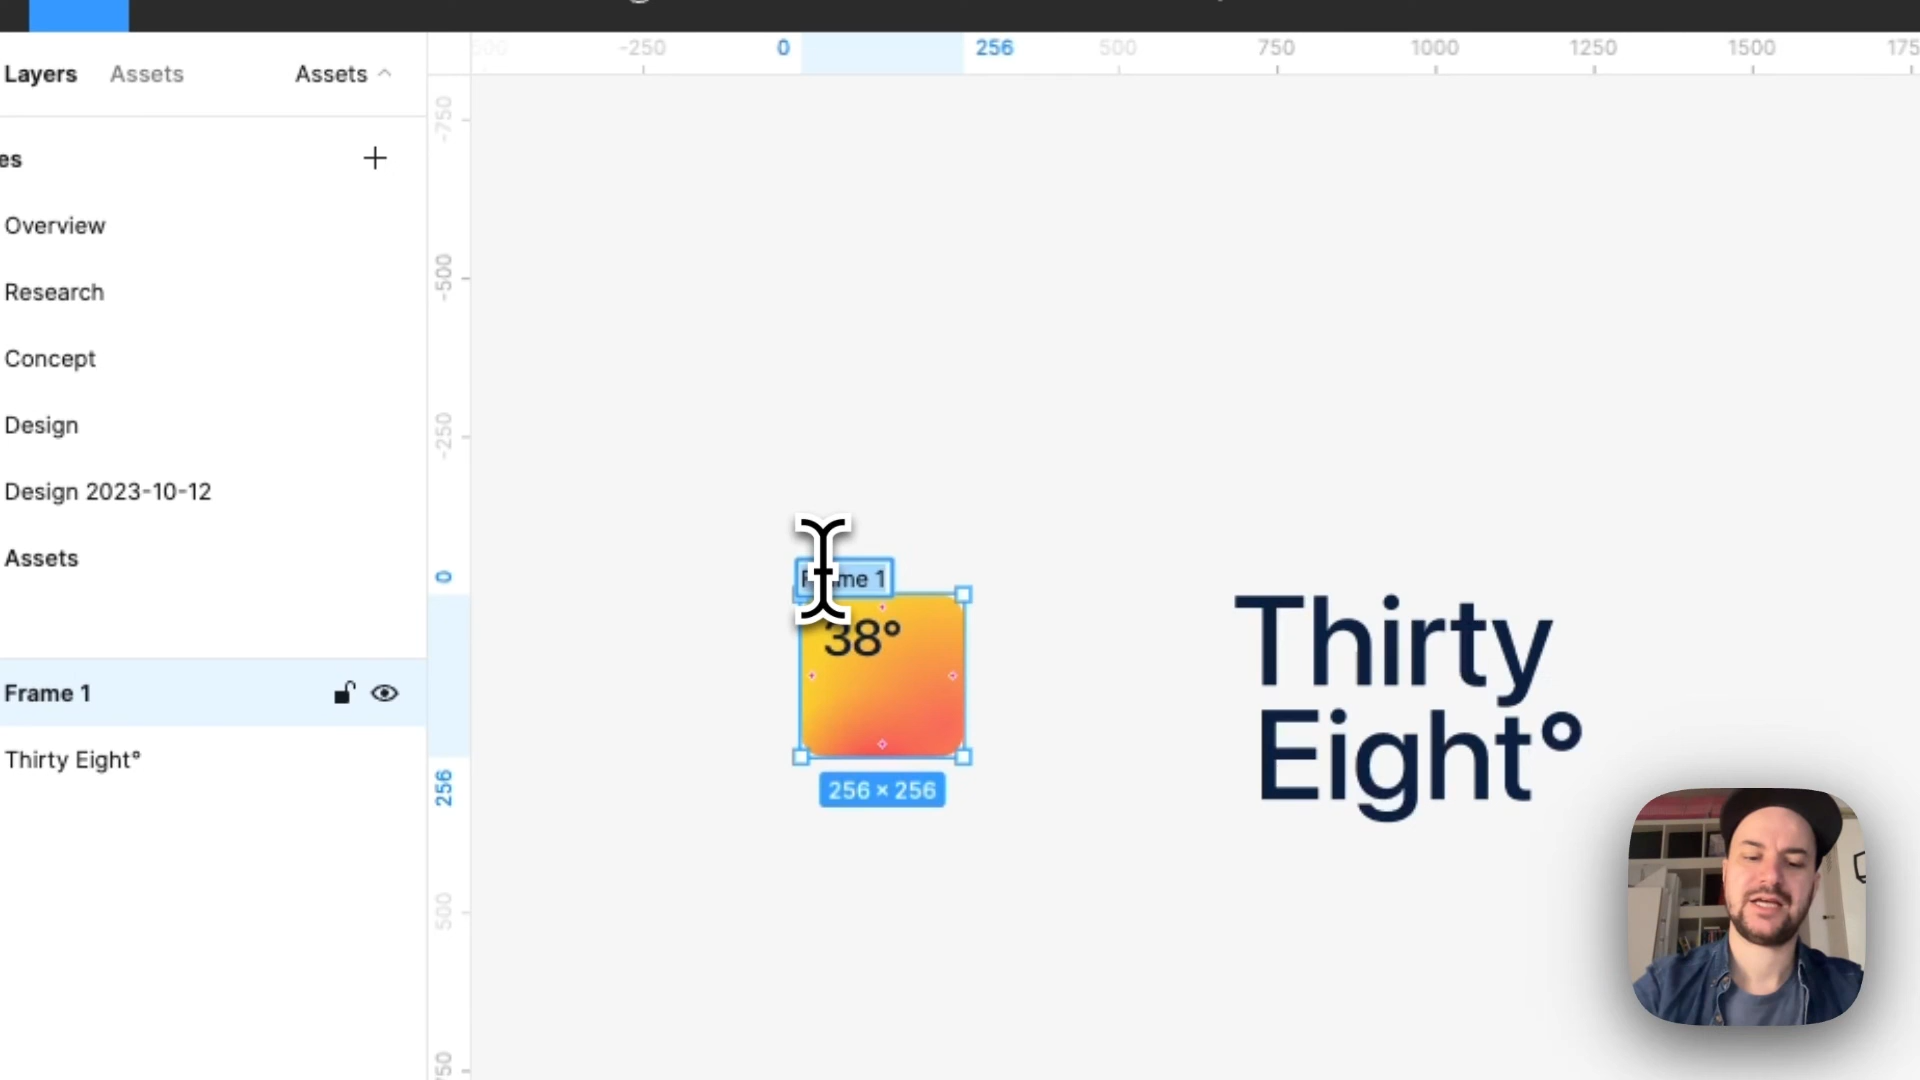 -250 0 256 500 750 1000 1250 1500
Layers Assets Assets
es
Overview
Research
Concept
Design
Design 2023-10-12
Assets
Frame 1
Thirty Eight°
-750
-500
-250
0
256
500
38°
256 × 256
Thirty
Eight°